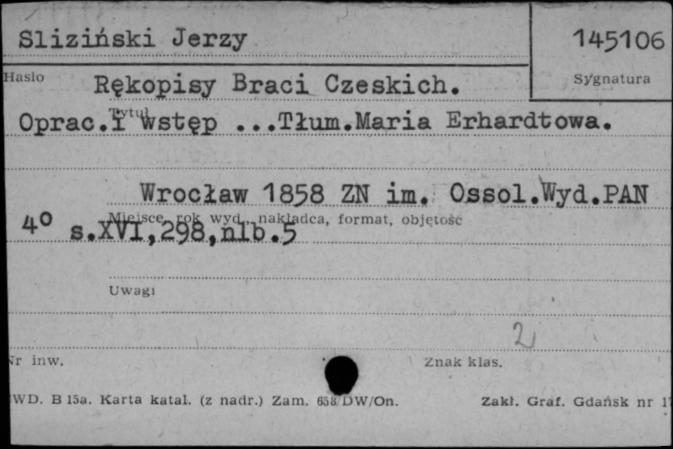 Sliziński Jerzy
145106
Hasło
Sygnatura
Rękopisy Braci Czeskich.
Tytuł
Oprac.i wstęp ...Tłum.Maria Erhardtowa.
Wrocław 1858 ZN im. Ossol.Wyd.PAN
Miejsce, rok wyd., nakładca, format, objętość
4º s.XVI,298,nlb.5
Uwagi
2
Nr inw.
Znak klas.
WD. B 15a. Karta katal. (z nadr.) Zam. 658/DW/On.
Zakł. Graf. Gdańsk nr 1